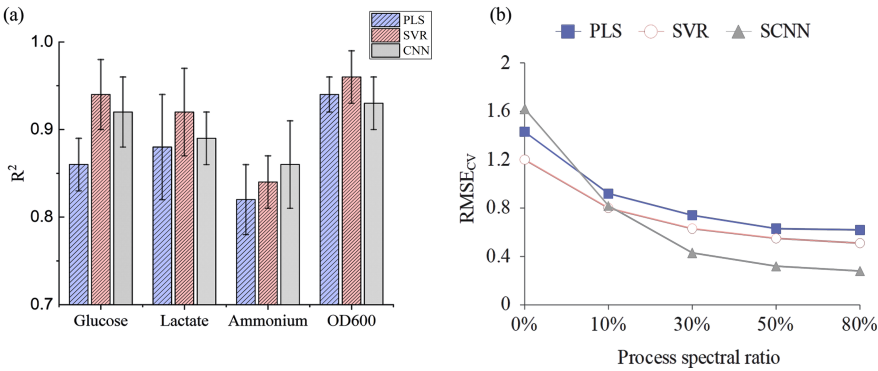 (a)
PLS
SVR
CNN
1.0
0.9
0.8
0.7
R²
Glucose Lactate Ammonium OD600
(b)
PLS SVR SCNN
2
1.6
1.2
0.8
0.4
0
RMSECV
0% 10% 30% 50% 80%
Process spectral ratio